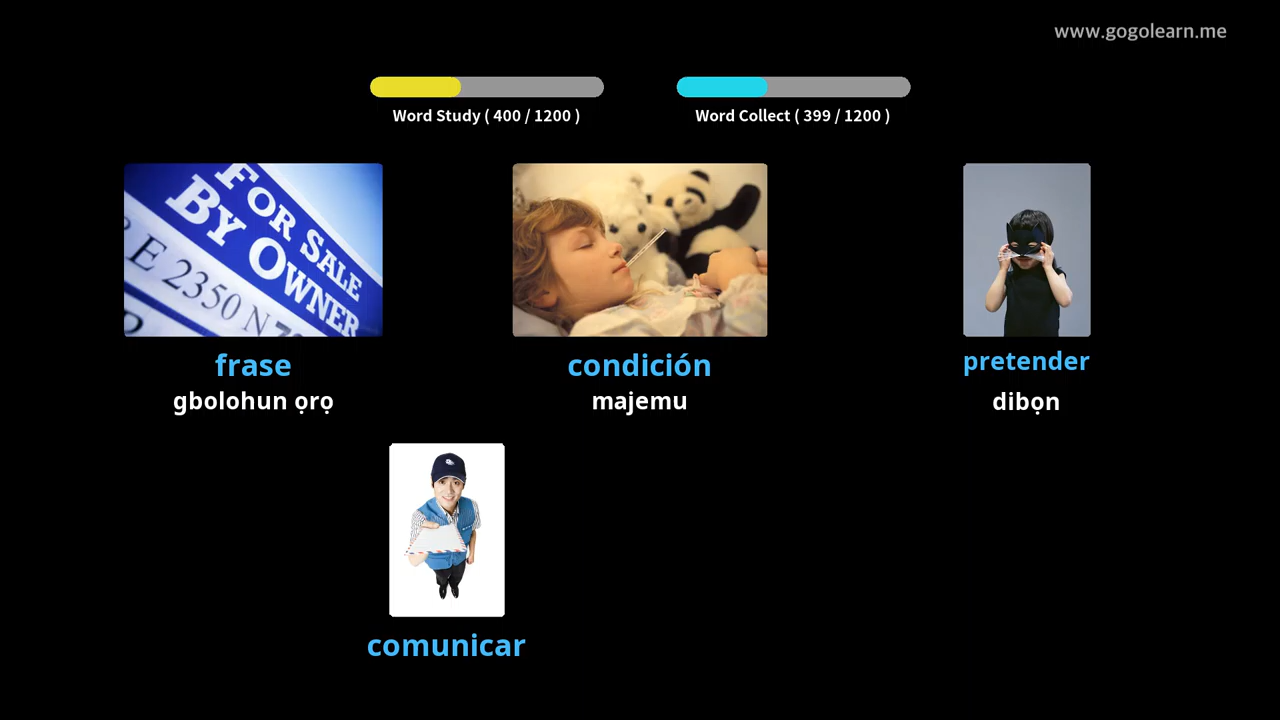 www.gogolearn.me
Word Study ( 400 / 1200 )
Word Collect ( 399 / 1200 )
FOR SALE
BY OWNER
E 2350 N
frase
condición
pretender
gbolohun ọrọ
majemu
dibọn
comunicar